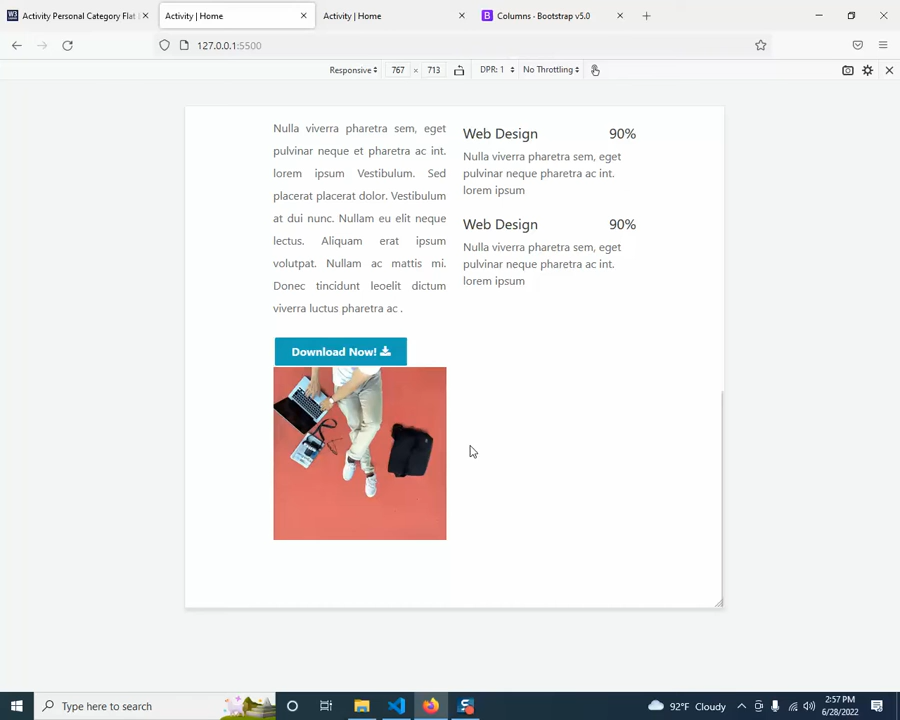 Activity Personal Category Flat
Activity | Home
Activity | Home
Columns · Bootstrap v5.0
127.0.0.1:5500
Responsive
767 × 713
DPR: 1
No Throttling
Nulla viverra pharetra sem, eget
pulvinar neque et pharetra ac int.
lorem ipsum Vestibulum. Sed
placerat placerat dolor. Vestibulum
at dui nunc. Nullam eu elit neque
lectus. Aliquam erat ipsum
volutpat. Nullam ac mattis mi.
Donec tincidunt leoelit dictum
viverra luctus pharetra ac .
Download Now!
Web Design 90%
Nulla viverra pharetra sem, eget
pulvinar neque pharetra ac int.
lorem ipsum
Web Design 90%
Nulla viverra pharetra sem, eget
pulvinar neque pharetra ac int.
lorem ipsum
Type here to search
92°F Cloudy
2:57 PM
6/28/2022